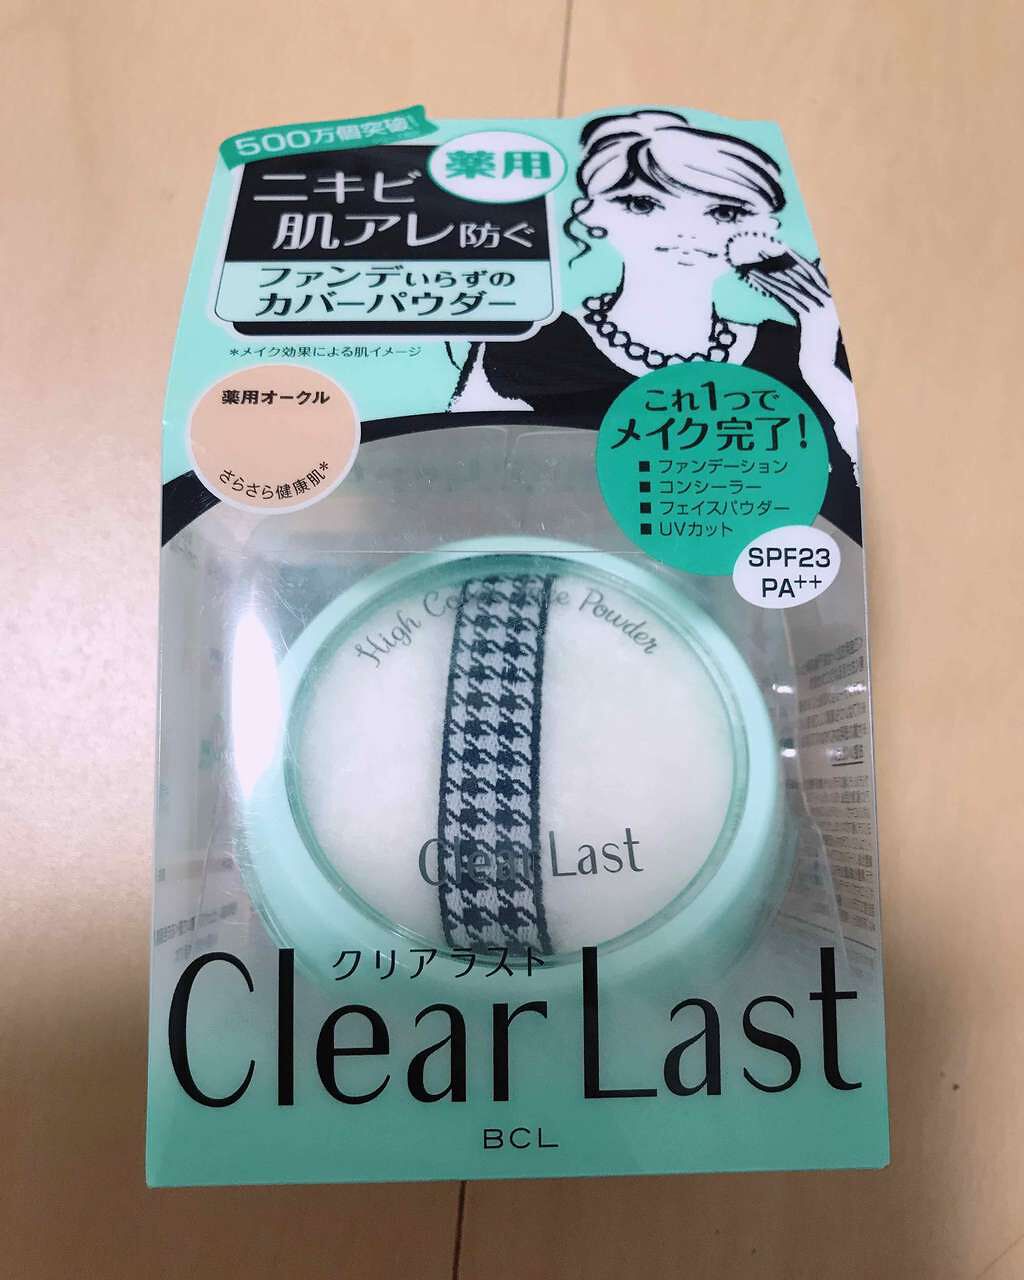 500万個突破!
薬用
ニキビ
肌アレ防ぐ
ファンデいらずの
カバーパウダー
*メイク効果による肌イメージ
薬用オークル
さらさら健康肌*
これ1つで
メイク完了!
■ ファンデーション
■ コンシーラー
■ フェイスパウダー
■ UVカット
SPF23
PA++
High Powder
Clear Last
クリアラスト
Clear Last
BCL